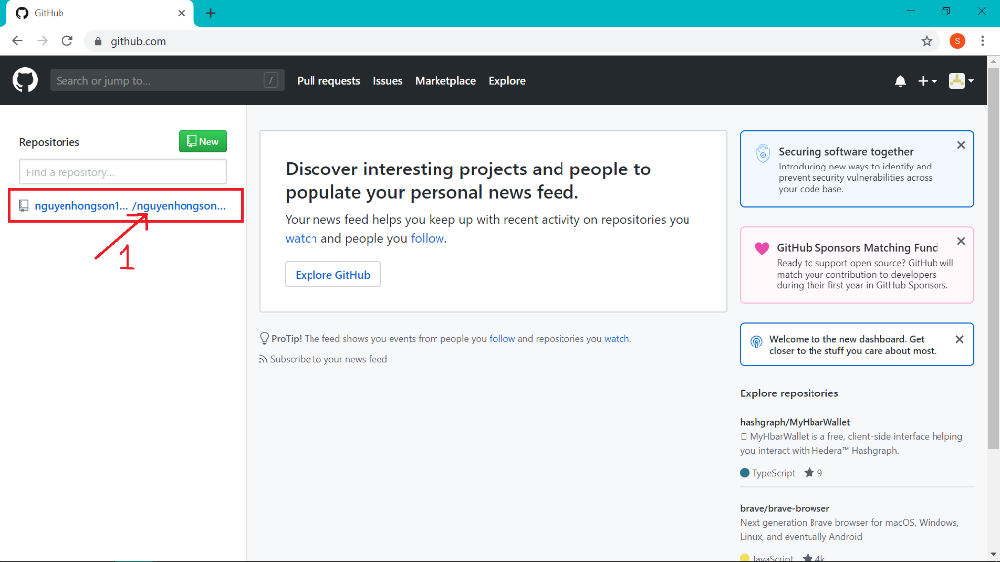 GitHub
github.com
S
Search or jump to...
/
Pull requests
Issues
Marketplace
Explore
Repositories
New
Find a repository...
nguyenhongson1... /nguyenhongson...
1
Discover interesting projects and people to
populate your personal news feed.
Your news feed helps you keep up with recent activity on repositories you
watch and people you follow.
Explore GitHub
ProTip! The feed shows you events from people you follow and repositories you watch.
Subscribe to your news feed
Securing software together
Introducing new ways to identify and
prevent security vulnerabilities across
your code base.
GitHub Sponsors Matching Fund
Ready to support open source? GitHub will
match your contribution to developers
during their first year in GitHub Sponsors.
Welcome to the new dashboard. Get
closer to the stuff you care about most.
Explore repositories
hashgraph/MyHbarWallet
MyHbarWallet is a free, client-side interface helping
you interact with Hedera™ Hashgraph.
TypeScript
9
brave/brave-browser
Next generation Brave browser for macOS, Windows,
Linux, and eventually Android
JavaScript
4k